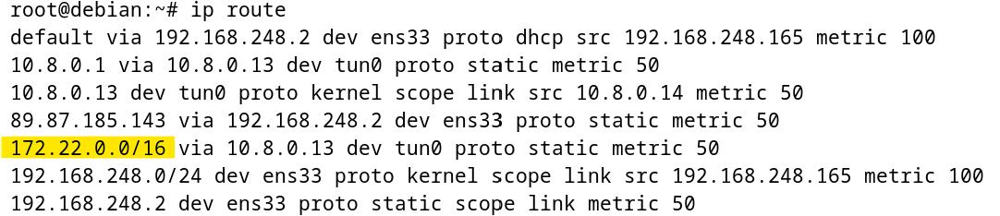 root@debian:~# ip route
default via 192.168.248.2 dev ens33 proto dhcp src 192.168.248.165 metric 100
10.8.0.1 via 10.8.0.13 dev tun0 proto static metric 50
10.8.0.13 dev tun0 proto kernel scope link src 10.8.0.14 metric 50
89.87.185.143 via 192.168.248.2 dev ens33 proto static metric 50
172.22.0.0/16 via 10.8.0.13 dev tun0 proto static metric 50
192.168.248.0/24 dev ens33 proto kernel scope link src 192.168.248.165 metric 100
192.168.248.2 dev ens33 proto static scope link metric 50